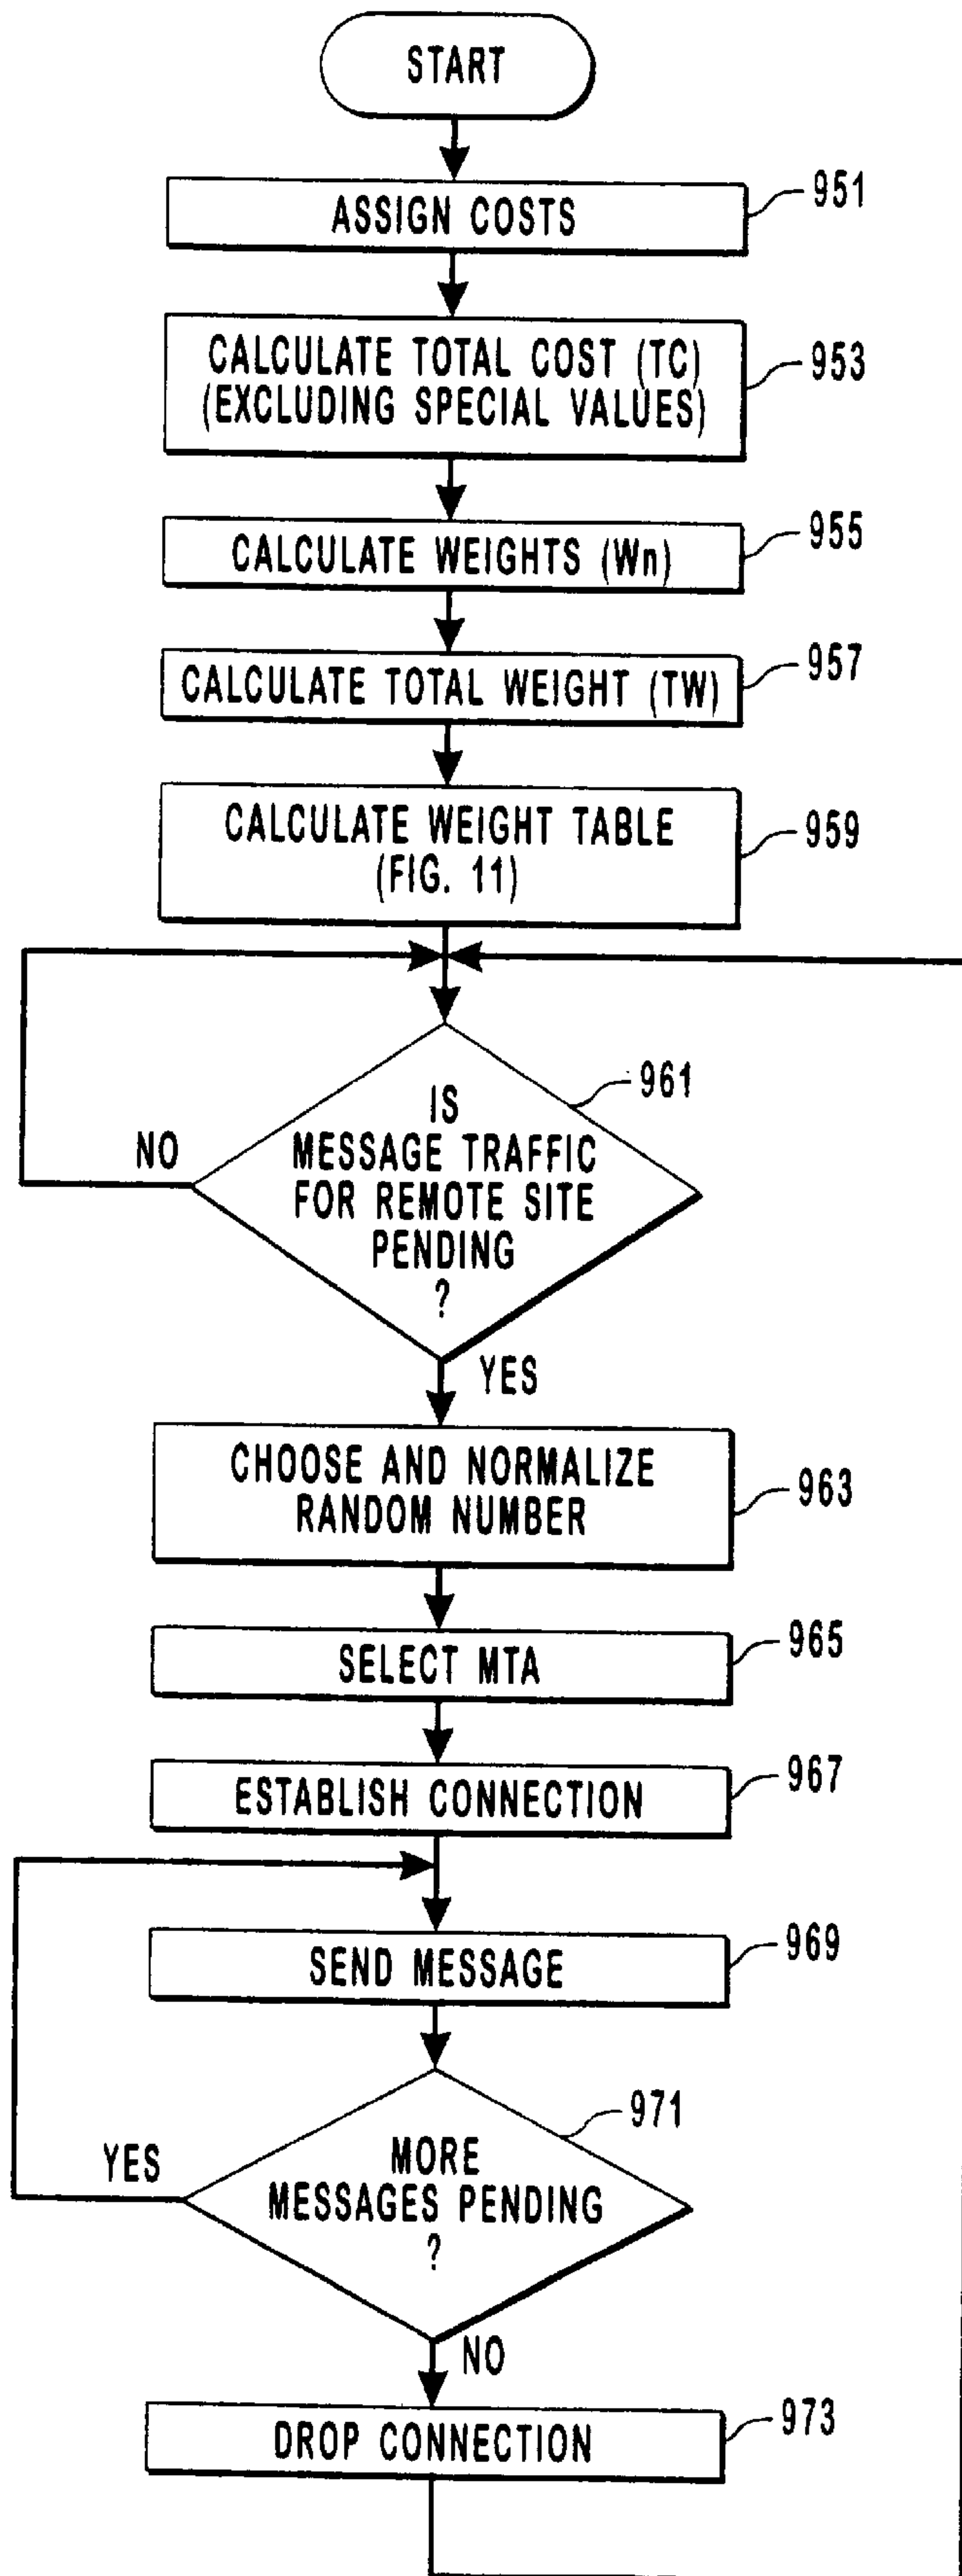 START
ASSIGN COSTS
951
CALCULATE TOTAL COST (TC)
(EXCLUDING SPECIAL VALUES)
953
CALCULATE WEIGHTS (Wn)
955
CALCULATE TOTAL WEIGHT (TW)
957
CALCULATE WEIGHT TABLE
(FIG. 11)
959
IS
MESSAGE TRAFFIC
FOR REMOTE SITE
PENDING
?
961
NO
YES
CHOOSE AND NORMALIZE
RANDOM NUMBER
963
SELECT MTA
965
ESTABLISH CONNECTION
967
SEND MESSAGE
969
MORE
MESSAGES PENDING
?
971
YES
NO
DROP CONNECTION
973